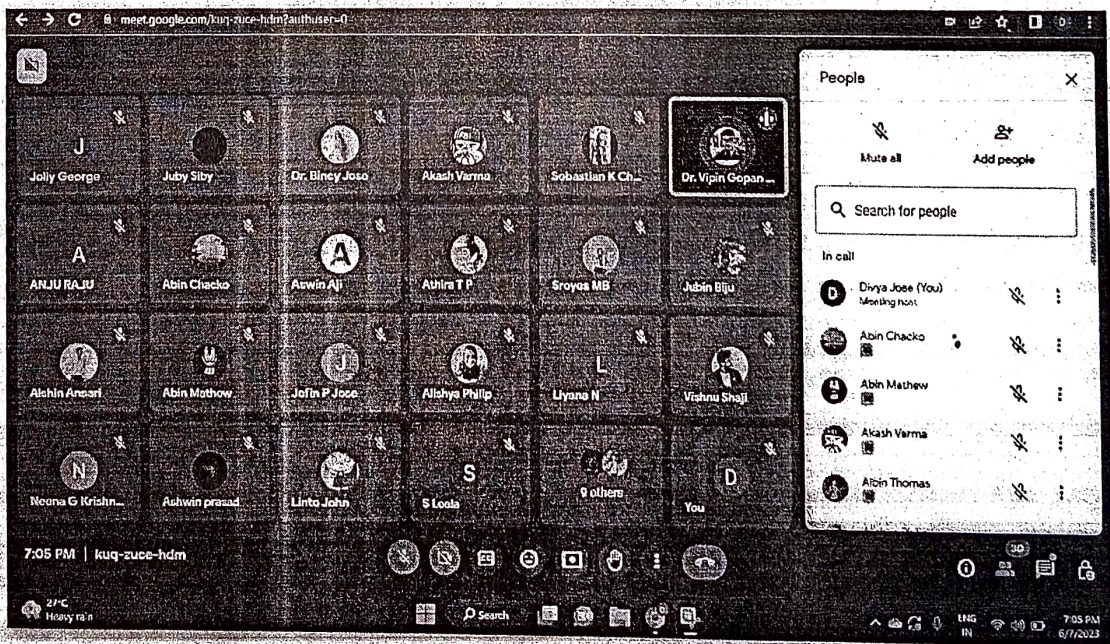 meet.google.com/kuq-zuce-hdm?authuser=0
D
People
Mute all
Add people
Search for people
In call
D
Divya Jose (You)
Meeting host
Abin Chacko
Abin Mathew
Akash Varma
Albin Thomas
J
Jolly George
Juby Siby
Dr. Bincy Jose
Akash Varma
Sebastian K Ch...
Dr. Vipin Gopan ...
A
ANJU RAJU
Abin Chacko
A
Aswin Aji
Athira T P
Sreyas MB
Jubin Biju
Alshin Ansari
Abin Mathew
J
Jofin P Jose
Alishya Philip
L
Liyana N
Vishnu Shaji
N
Neena G Krishn...
Ashwin prasad
Linto John
S
S Leela
9 others
D
You
7:05 PM | kuq-zuce-hdm
30
27°C
Heavy rain
Search
ENG
IN
7:05 PM